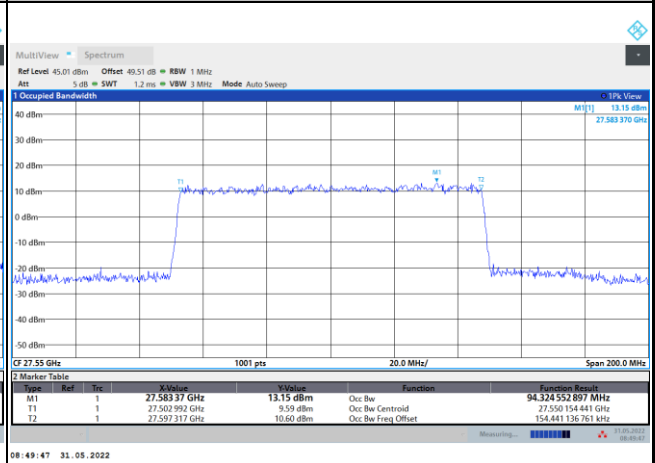 MultiView Spectrum
Ref Level 45.01 dBm Offset 49.51 dB RBW 1 MHz
Att 5 dB SWT 1.2 ms VBW 3 MHz Mode Auto Sweep
1 Occupied Bandwidth 1Pk View
M1[1] 13.15 dBm
27.583 370 GHz
40 dBm
30 dBm
20 dBm
M1
T1 T2
10 dBm
0 dBm
-10 dBm
-20 dBm
-30 dBm
-40 dBm
-50 dBm
CF 27.55 GHz 1001 pts 20.0 MHz/ Span 200.0 MHz
2 Marker Table
Type Ref Trc X-Value Y-Value Function Function Result
M1 1 27.583 37 GHz 13.15 dBm Occ Bw 94.324 552 897 MHz
T1 1 27.502 992 GHz 9.59 dBm Occ Bw Centroid 27.550 154 441 GHz
T2 1 27.597 317 GHz 10.60 dBm Occ Bw Freq Offset 154.441 136 761 kHz
Measuring... 31.05.2022
08:49:47
08:49:47 31.05.2022